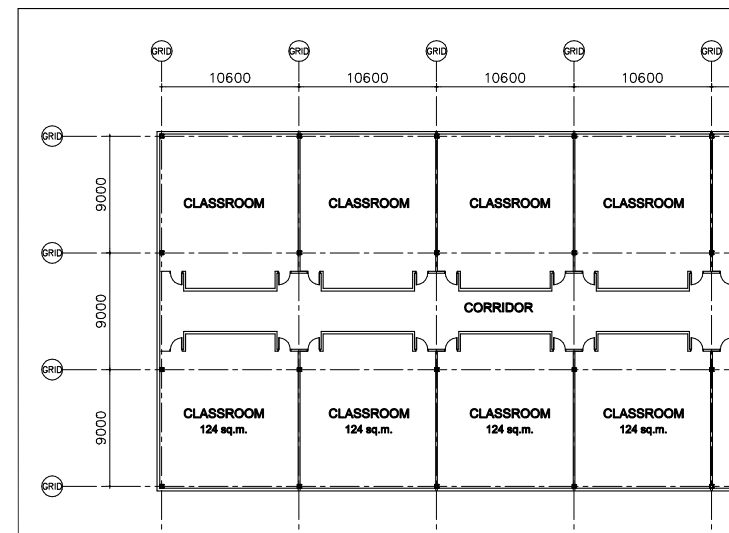 GRID GRID GRID GRID GRID
10600 10600 10600 10600
GRID
9000
CLASSROOM CLASSROOM CLASSROOM CLASSROOM
GRID
9000
CORRIDOR
GRID
9000
CLASSROOM CLASSROOM CLASSROOM CLASSROOM
124 sq.m. 124 sq.m. 124 sq.m. 124 sq.m.
GRID